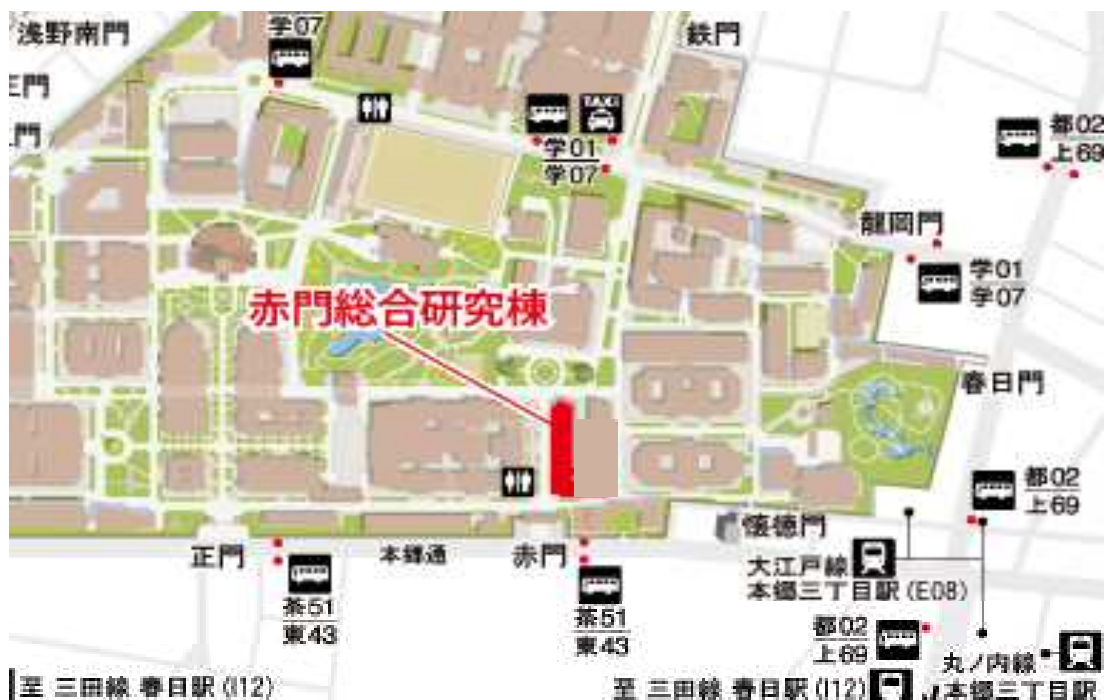 浅野南門
学07
鉄門
正門
門
TAXI
学01
学07
都02
上69
龍岡門
学01
学07
赤門総合研究棟
春日門
都02
上69
懐徳門
正門
本郷通
赤門
大江戸線
本郷三丁目駅(E08)
茶51
東43
茶51
東43
都02
上69
丸ノ内線
本郷三丁目駅
至 三田線 春日駅(I12)
至 三田線 春日駅(I12)